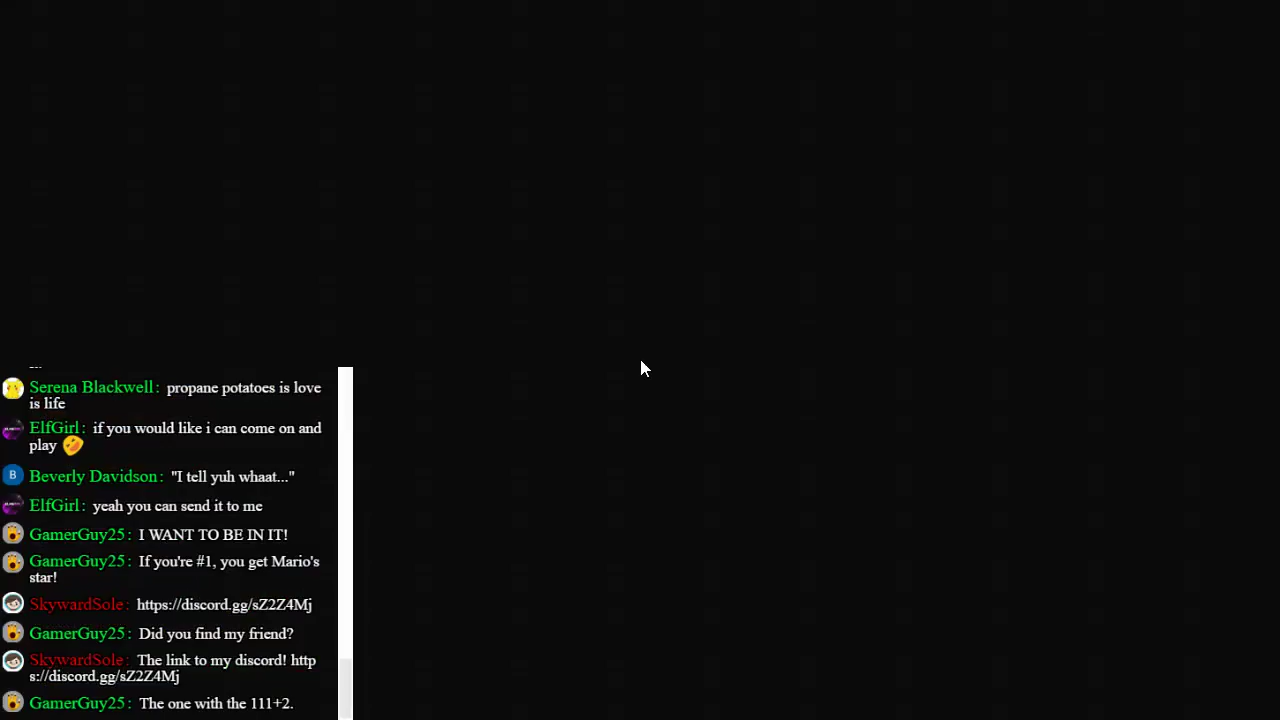 Serena Blackwell: propane potatoes is love
is life
ElfGirl: if you would like i can come on and
play 🤣
B Beverly Davidson: "I tell yuh whaat..."
ElfGirl: yeah you can send it to me
GamerGuy25: I WANT TO BE IN IT!
GamerGuy25: If you're #1, you get Mario's
star!
SkywardSole: https://discord.gg/sZ2Z4Mj
GamerGuy25: Did you find my friend?
SkywardSole: The link to my discord! http
s://discord.gg/sZ2Z4Mj
GamerGuy25: The one with the 111+2.